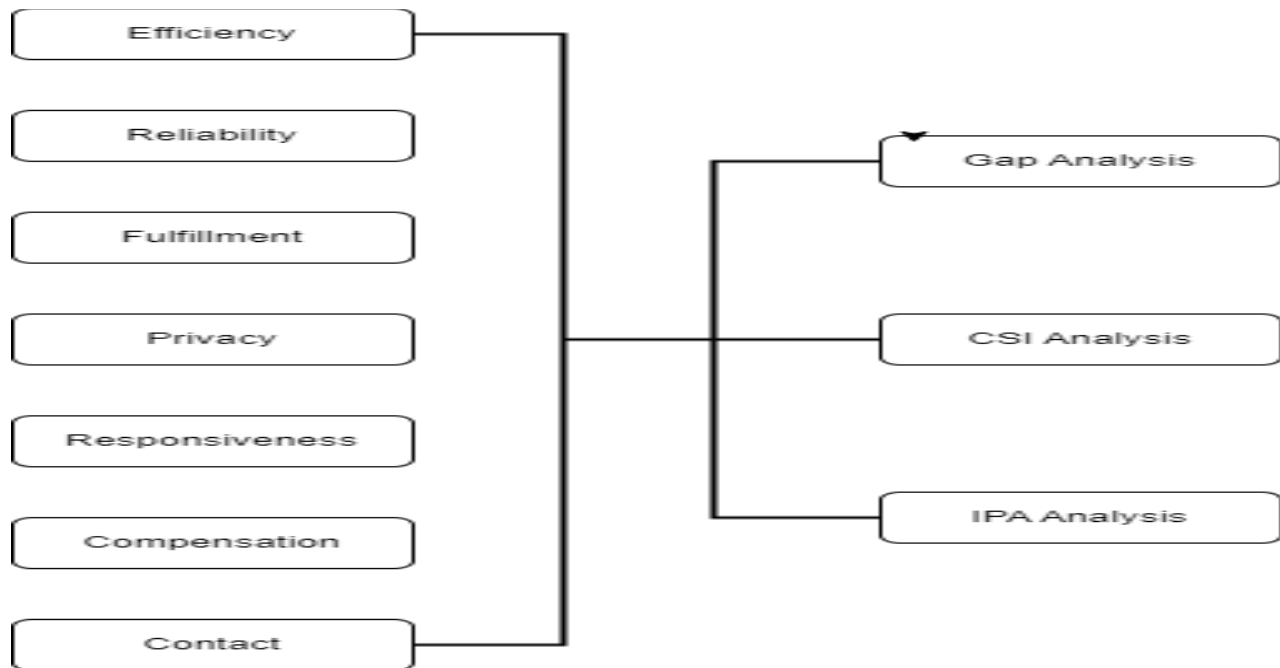 Efficiency
Reliability
Fulfillment
Privacy
Responsiveness
Compensation
Contact
Gap Analysis
CSI Analysis
IPA Analysis